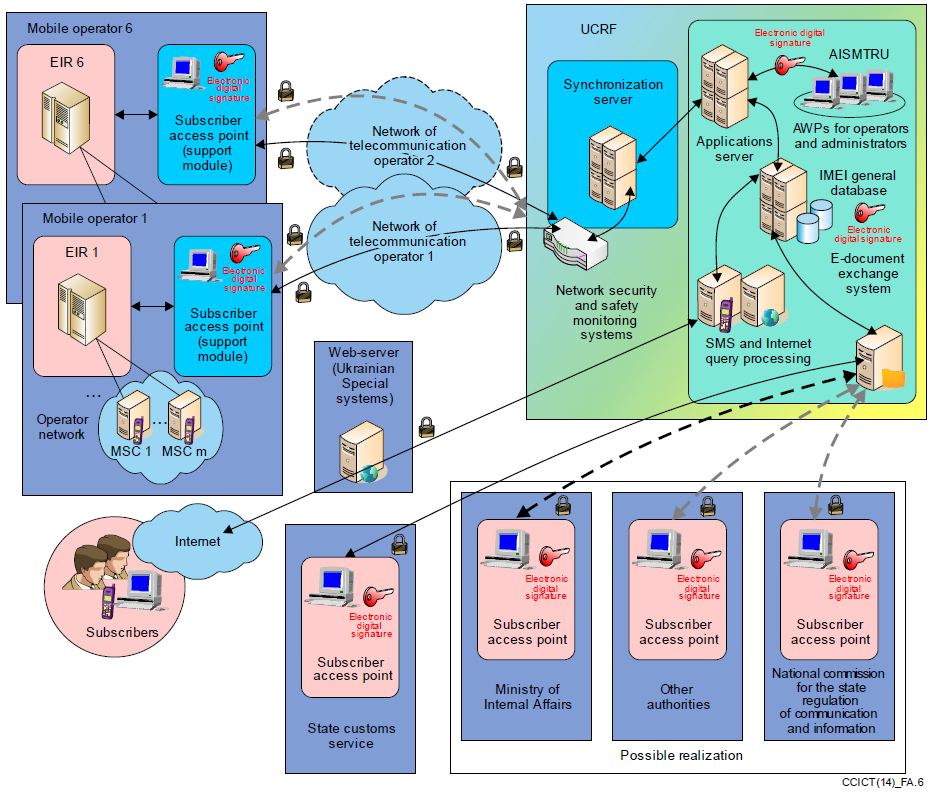 Mobile operator 6
EIR 6
Electronic
digital
signature
Subscriber
access point
(support
module)
Mobile operator 1
EIR 1
Electronic
digital
signature
Subscriber
access point
(support
module)
...
Operator
network
...
MSC 1
MSC m
Network of
telecommunication
operator 2
Network of
telecommunication
operator 1
UCRF
Synchronization
server
Network security
and safety
monitoring
systems
Electronic digital
signature
AISMTRU
Applications
server
AWPs for operators
and administrators
IMEI general
database
Electronic
digital signature
E-document
exchange
system
SMS and Internet
query processing
Web-server
(Ukrainian
Special
systems)
Internet
Subscribers
Electronic
digital
signature
Subscriber
access point
State customs
service
Electronic
digital
signature
Subscriber
access point
Ministry of
Internal Affairs
Electronic
digital
signature
Subscriber
access point
Other
authorities
Electronic
digital
signature
Subscriber
access point
National commission
for the state
regulation
of communication
and information
Possible realization
CCICT(14)_FA.6